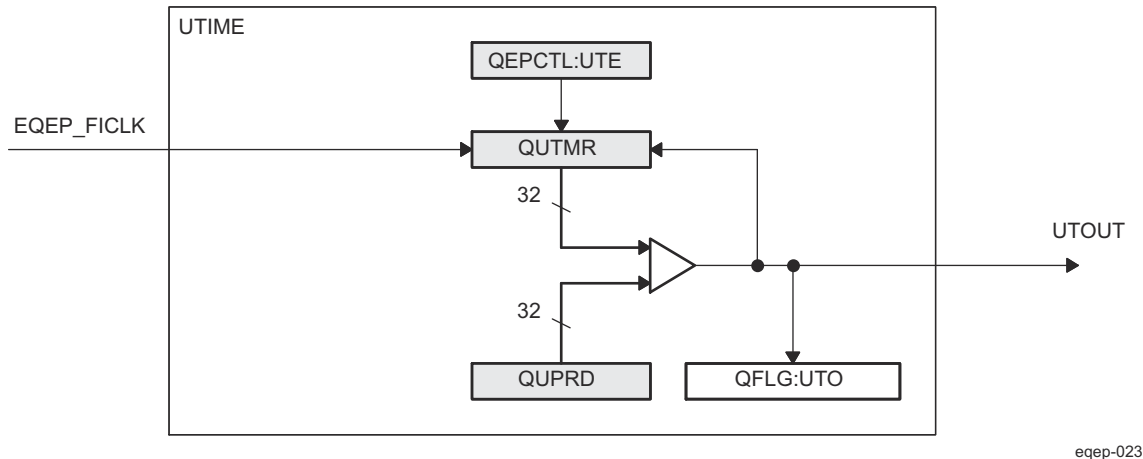 UTIME
QEPCTL:UTE
EQEP_FICLK
QUTMR
32
UTOUT
32
QUPRD
QFLG:UTO
eqep-023